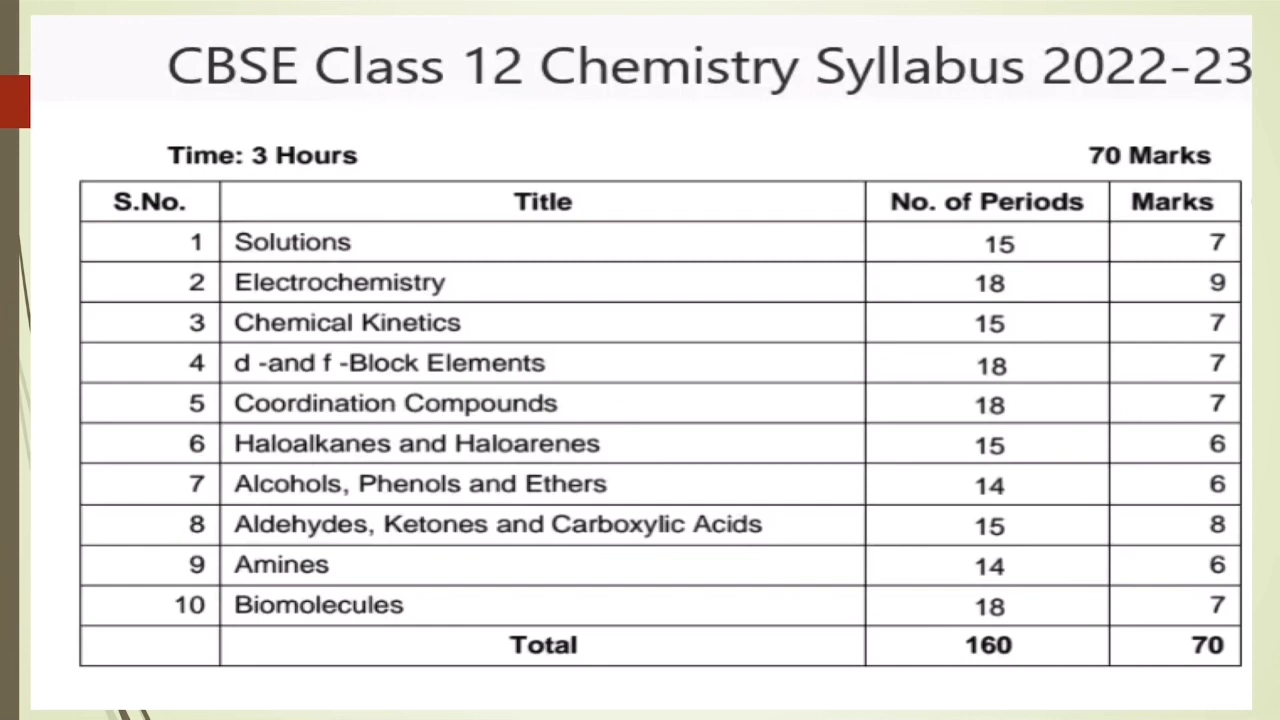 CBSE Class 12 Chemistry Syllabus 2022-23
Time: 3 Hours 70 Marks
S.No. Title No. of Periods Marks
1 Solutions 15 7
2 Electrochemistry 18 9
3 Chemical Kinetics 15 7
4 d -and f -Block Elements 18 7
5 Coordination Compounds 18 7
6 Haloalkanes and Haloarenes 15 6
7 Alcohols, Phenols and Ethers 14 6
8 Aldehydes, Ketones and Carboxylic Acids 15 8
9 Amines 14 6
10 Biomolecules 18 7
Total 160 70